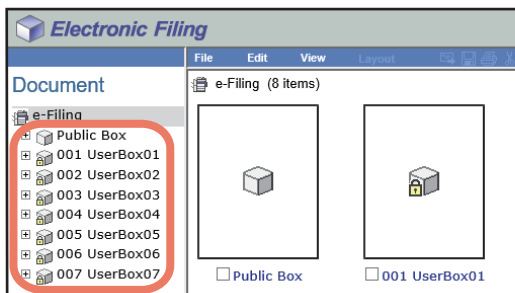 Electronic Filing
File Edit View Layout
Document
e-Filing
Public Box
001 UserBox01
002 UserBox02
003 UserBox03
004 UserBox04
005 UserBox05
006 UserBox06
007 UserBox07
e-Filing (8 items)
Public Box
001 UserBox01